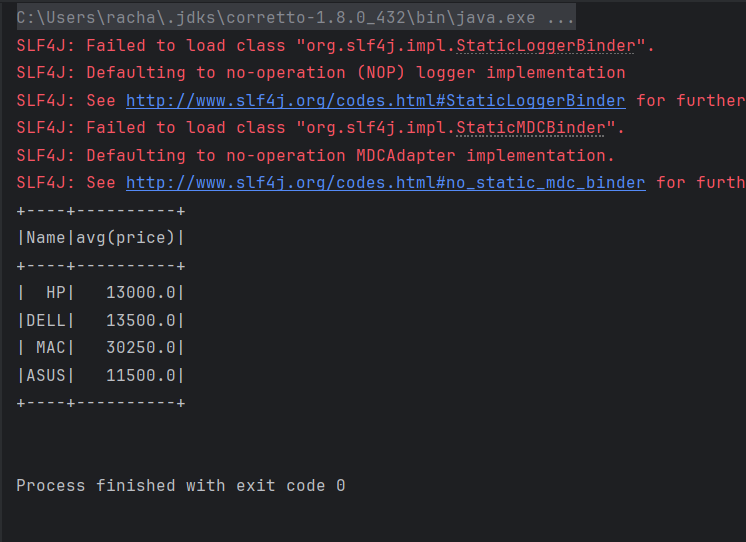 C:\Users\racha\.jdks\corretto-1.8.0_432\bin\java.exe ...
SLF4J: Failed to load class "org.slf4j.impl.StaticLoggerBinder".
SLF4J: Defaulting to no-operation (NOP) logger implementation
SLF4J: See http://www.slf4j.org/codes.html#StaticLoggerBinder for further
SLF4J: Failed to load class "org.slf4j.impl.StaticMDCBinder".
SLF4J: Defaulting to no-operation MDCAdapter implementation.
SLF4J: See http://www.slf4j.org/codes.html#no_static_mdc_binder for furth
+----+----------+
|Name|avg(price)|
+----+----------+
|  HP|   13000.0|
|DELL|   13500.0|
| MAC|   30250.0|
|ASUS|   11500.0|
+----+----------+
Process finished with exit code 0